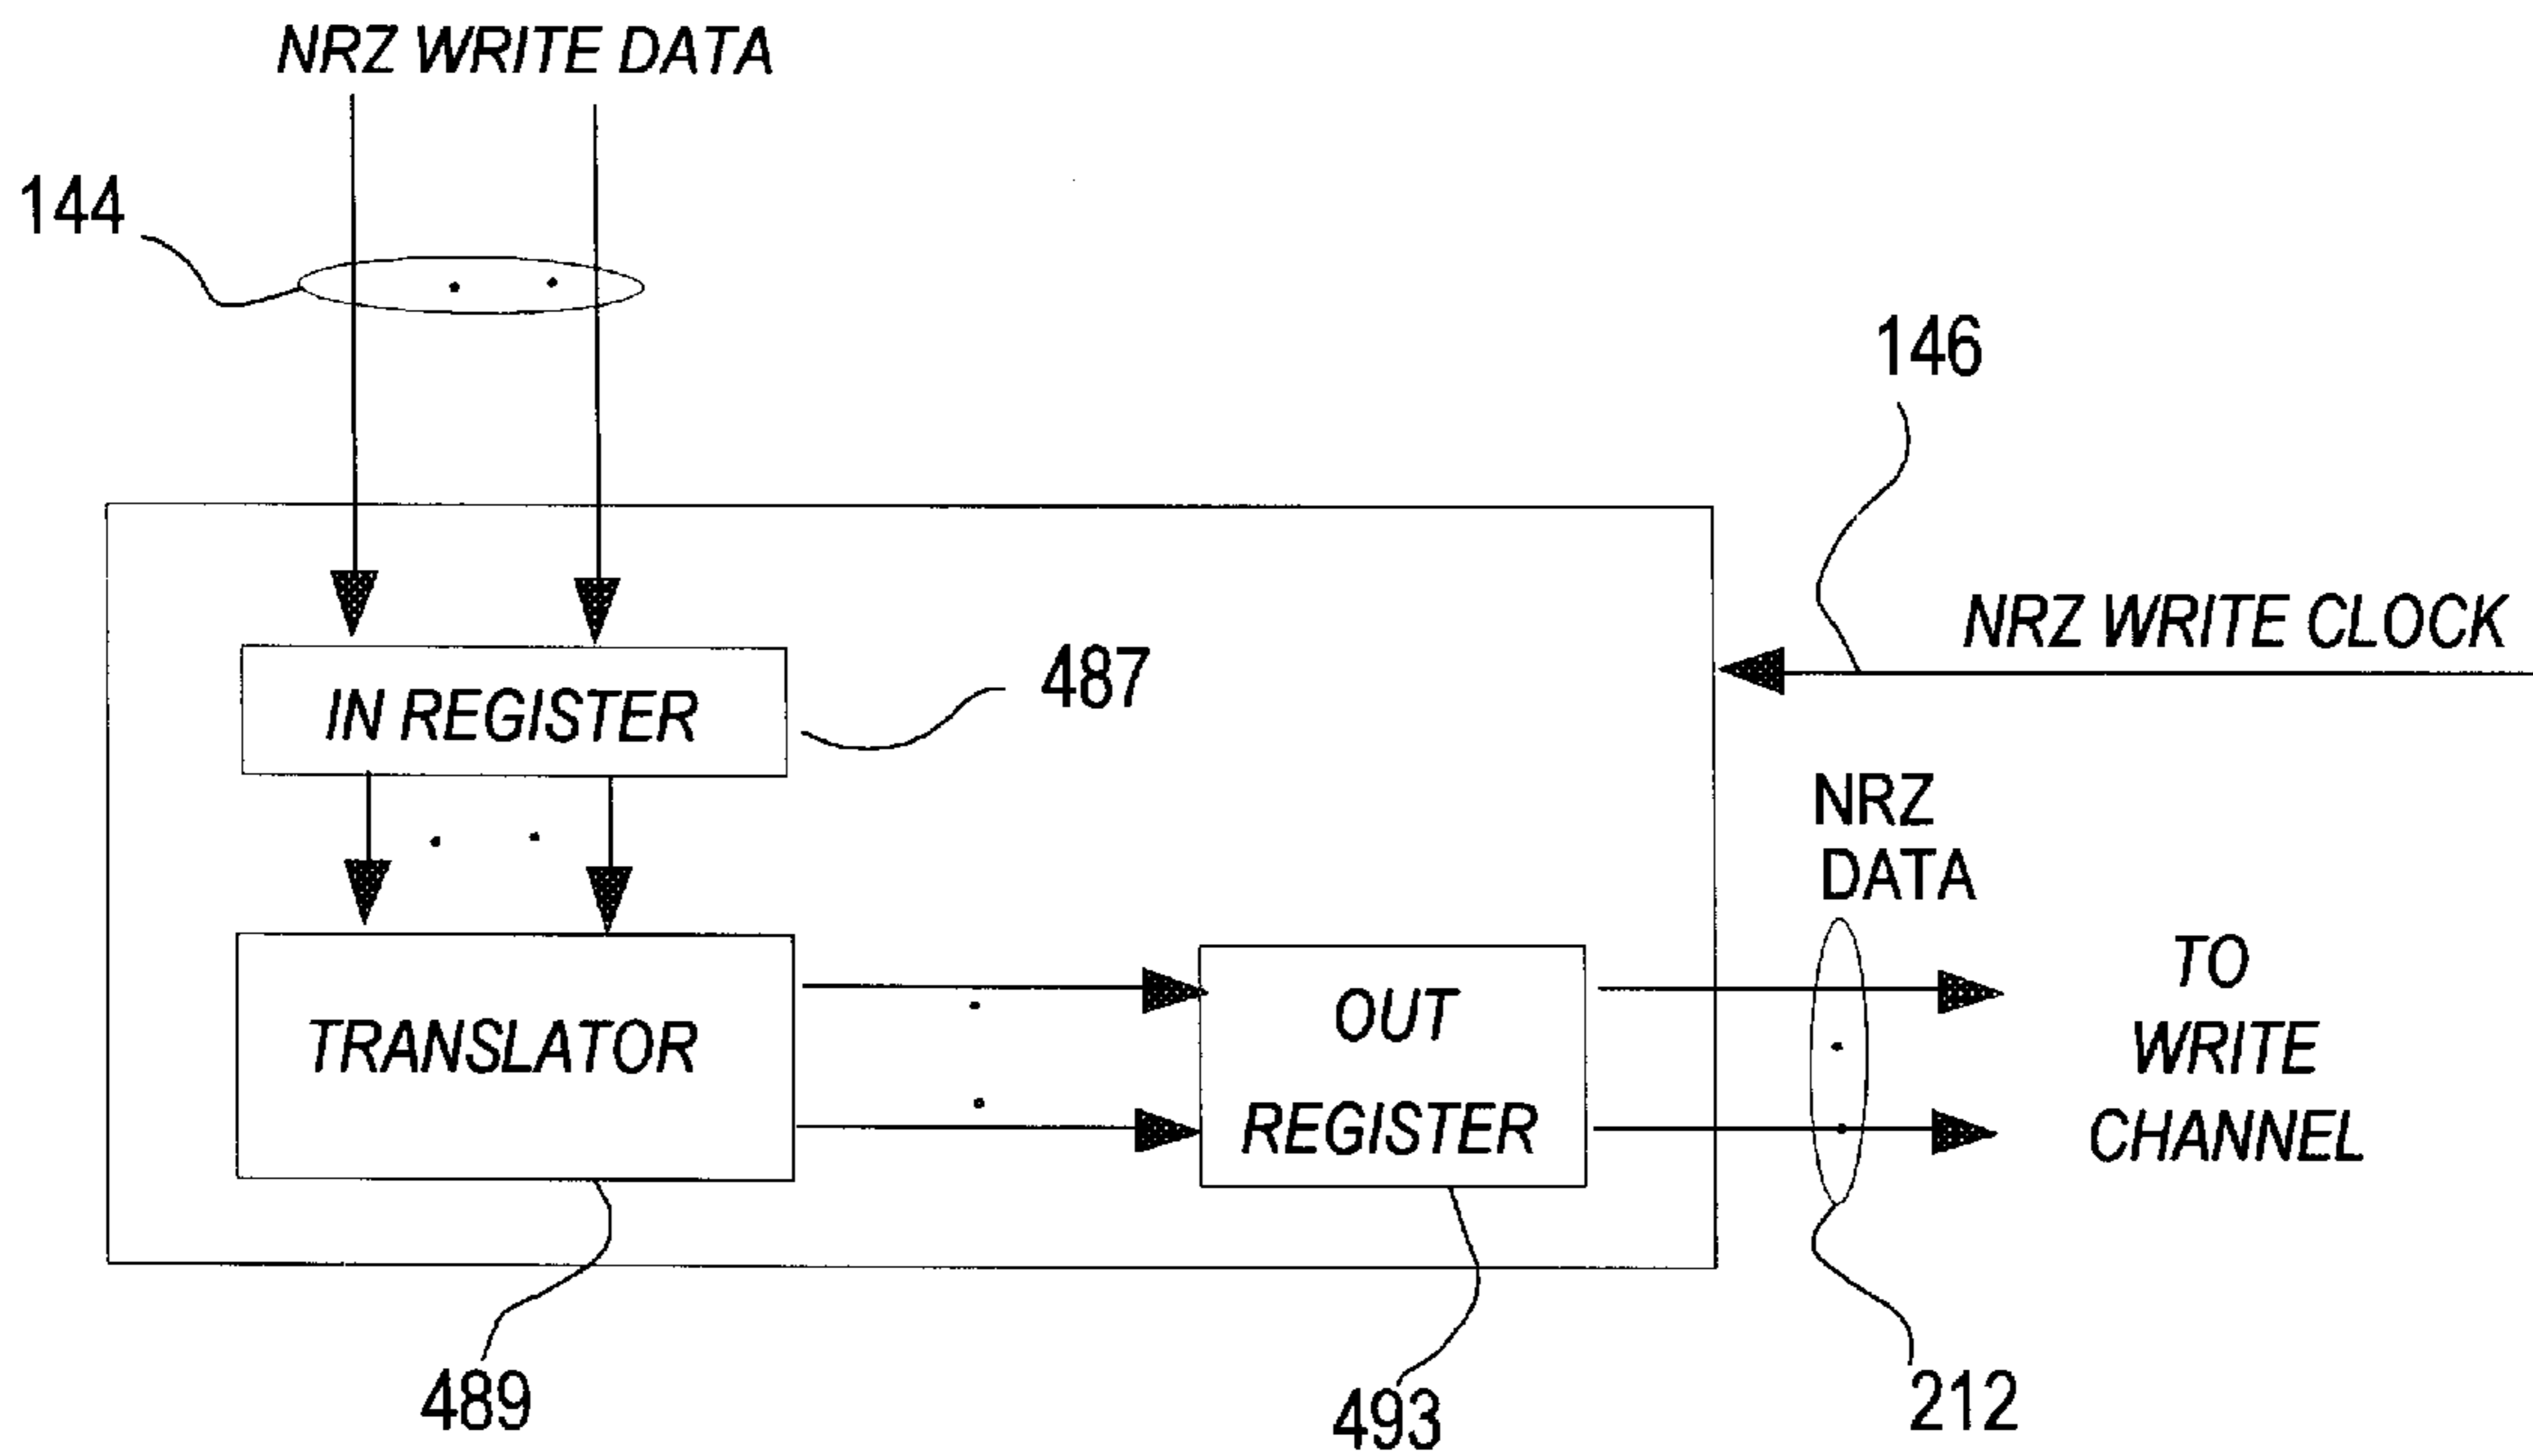 NRZ WRITE DATA
144
146
NRZ WRITE CLOCK
IN REGISTER
487
NRZ
DATA
TRANSLATOR
OUT
REGISTER
TO
WRITE
CHANNEL
489
493
212